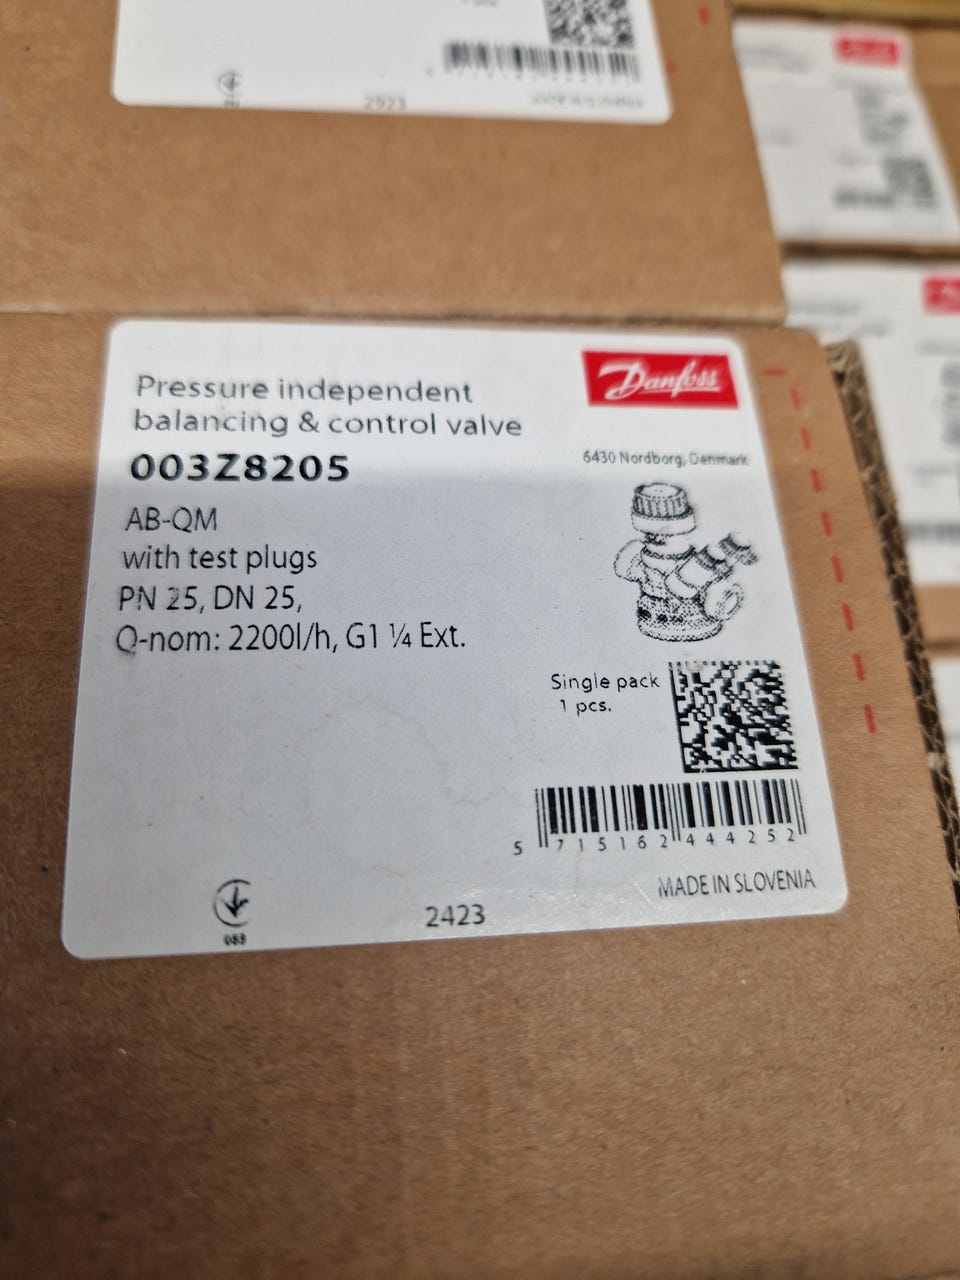 2923
Pressure independent
balancing & control valve
003Z8205
AB-QM
with test plugs
PN 25, DN 25,
Q-nom: 2200l/h, G1 ¼ Ext.
Danfoss
6430 Nordborg, Denmark
Single pack
1 pcs.
5 715162 444252
MADE IN SLOVENIA
2423